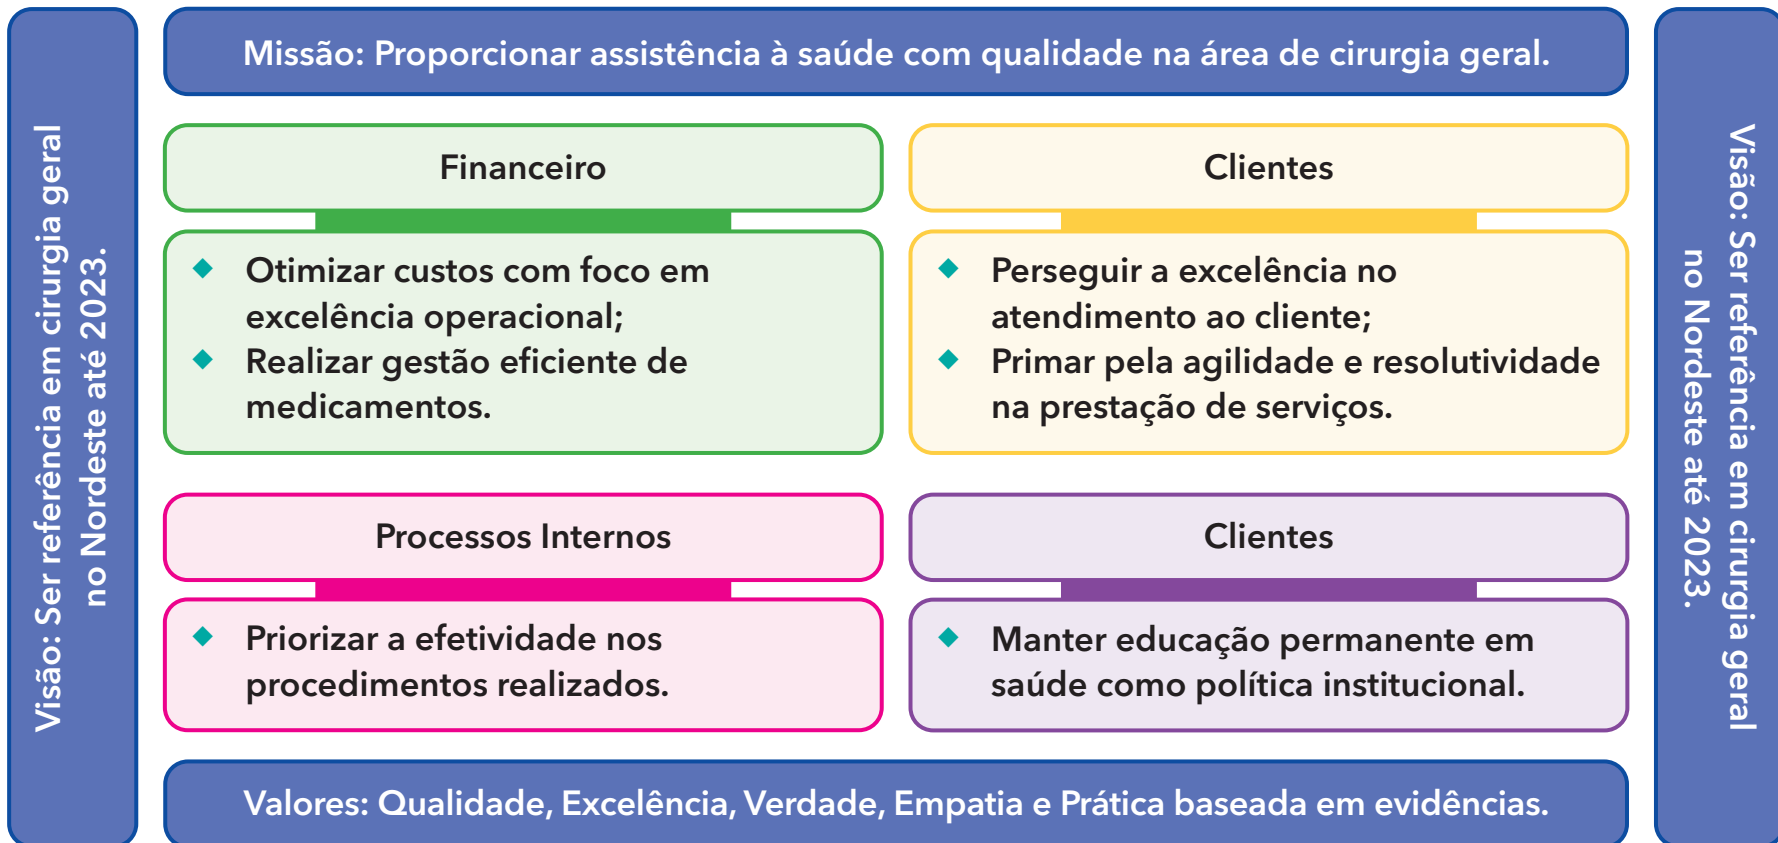 Missão: Proporcionar assistência à saúde com qualidade na área de cirurgia geral.
Visão: Ser referência em cirurgia geral
no Nordeste até 2023.
Financeiro
Otimizar custos com foco em
excelência operacional;
Realizar gestão eficiente de
medicamentos.
Clientes
Perseguir a excelência no
atendimento ao cliente;
Primar pela agilidade e resolutividade
na prestação de serviços.
Processos Internos
Priorizar a efetividade nos
procedimentos realizados.
Clientes
Manter educação permanente em
saúde como política institucional.
Visão: Ser referência em cirurgia geral
no Nordeste até 2023.
Valores: Qualidade, Excelência, Verdade, Empatia e Prática baseada em evidências.